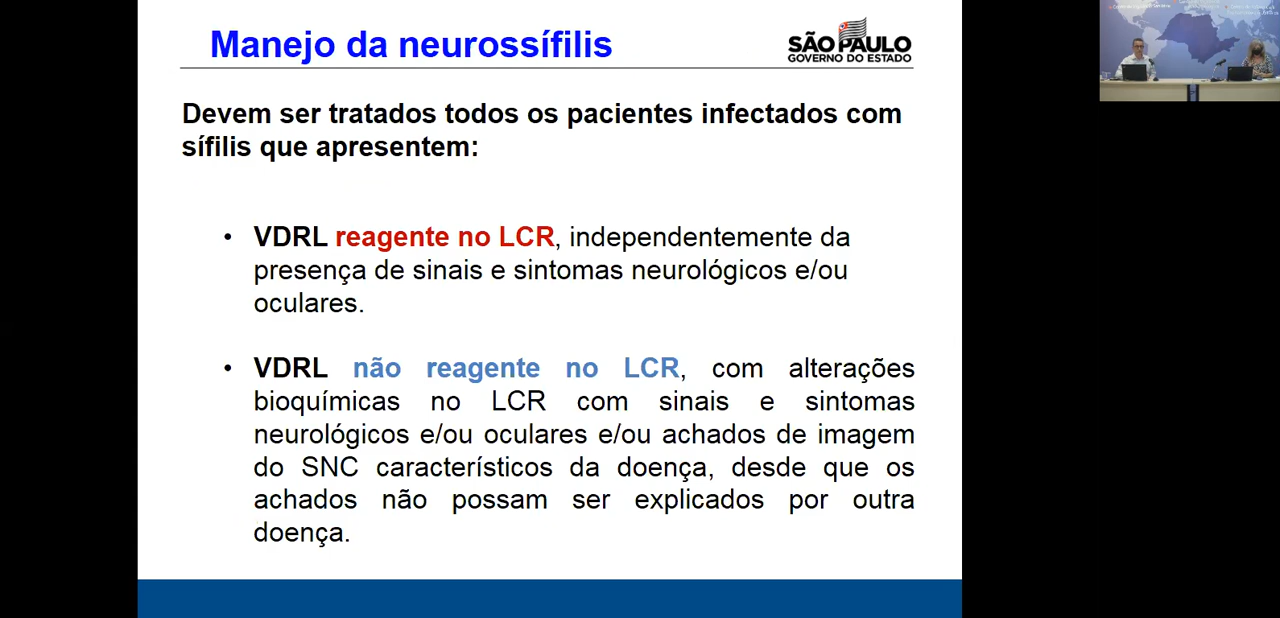 Manejo da neurossífilis
SÃO PAULO
GOVERNO DO ESTADO
Devem ser tratados todos os pacientes infectados com
sífilis que apresentem:
• VDRL reagente no LCR, independentemente da
presença de sinais e sintomas neurológicos e/ou
oculares.
• VDRL não reagente no LCR, com alterações
bioquímicas no LCR com sinais e sintomas
neurológicos e/ou oculares e/ou achados de imagem
do SNC característicos da doença, desde que os
achados não possam ser explicados por outra
doença.